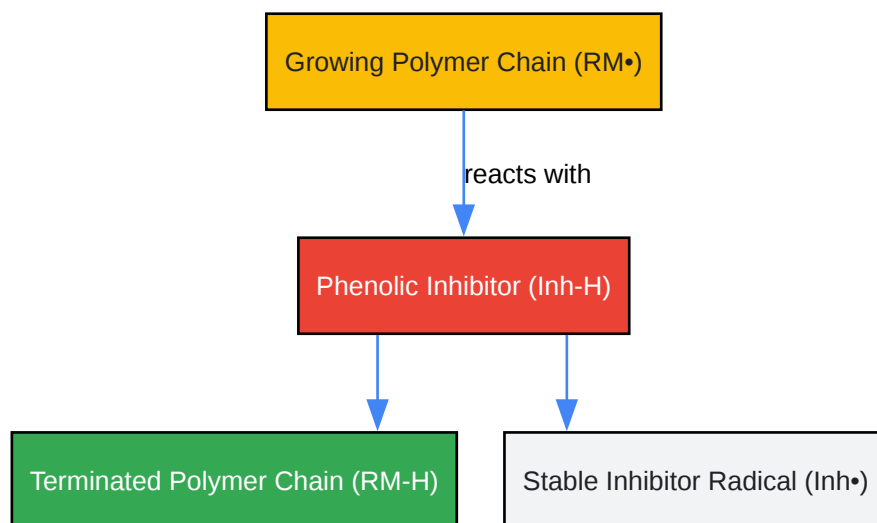 Growing Polymer Chain (RM•)
reacts with
Phenolic Inhibitor (Inh-H)
Terminated Polymer Chain (RM-H)
Stable Inhibitor Radical (Inh•)